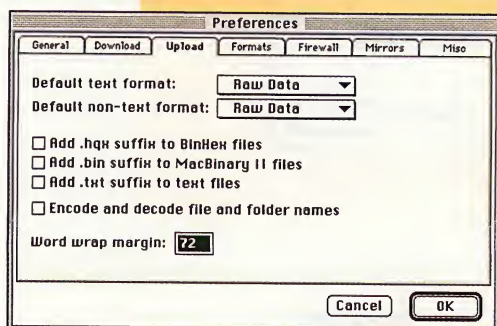 Preferences
General Download Upload Formats Firewall Mirrors Misc
Default text format: Raw Data
Default non-text format: Raw Data
Add .hqx suffix to BinHex files
Add .bin suffix to MacBinary II files
Add .txt suffix to text files
Encode and decode file and folder names
Word wrap margin: 72
Cancel OK